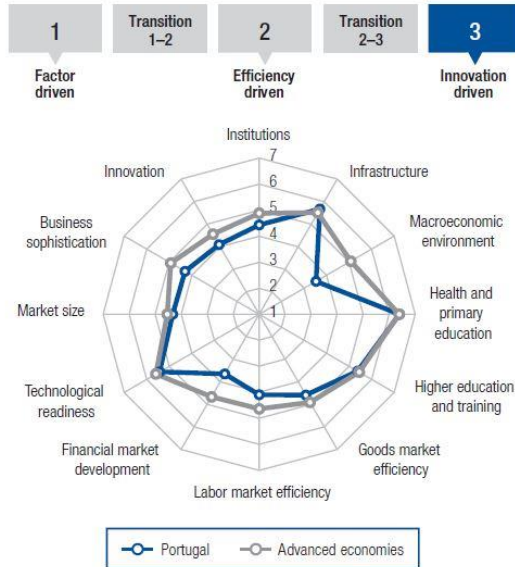 1
Transition
1–2
2
Transition
2–3
3
Factor
driven
Efficiency
driven
Innovation
driven
Institutions
7
6
5
4
3
2
1
Innovation
Infrastructure
Business
sophistication
Macroeconomic
environment
Market size
Health and
primary
education
Technological
readiness
Higher education
and training
Financial market
development
Goods market
efficiency
Labor market efficiency
Portugal
Advanced economies